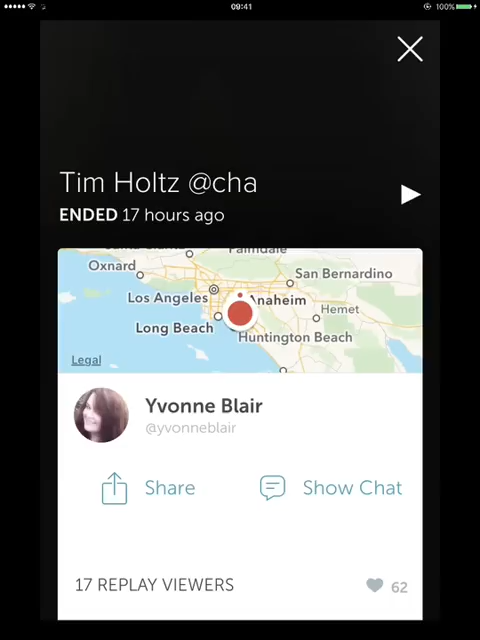 09:41
100%
Tim Holtz @cha
ENDED 17 hours ago
Palmdale
Oxnard
San Bernardino
Los Angeles
Anaheim
Hemet
Long Beach
Huntington Beach
Legal
Yvonne Blair
@yvonneblair
Share
Show Chat
17 REPLAY VIEWERS
62